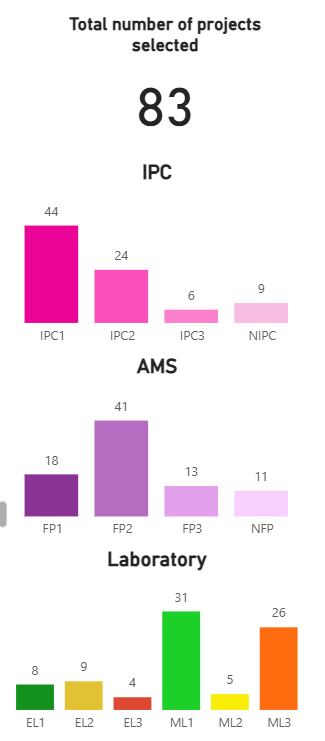 Total number of projects
selected
83
IPC
44
24
6
9
IPC1 IPC2 IPC3 NIPC
AMS
18
41
13
11
FP1 FP2 FP3 NFP
Laboratory
8
9
4
31
5
26
EL1 EL2 EL3 ML1 ML2 ML3